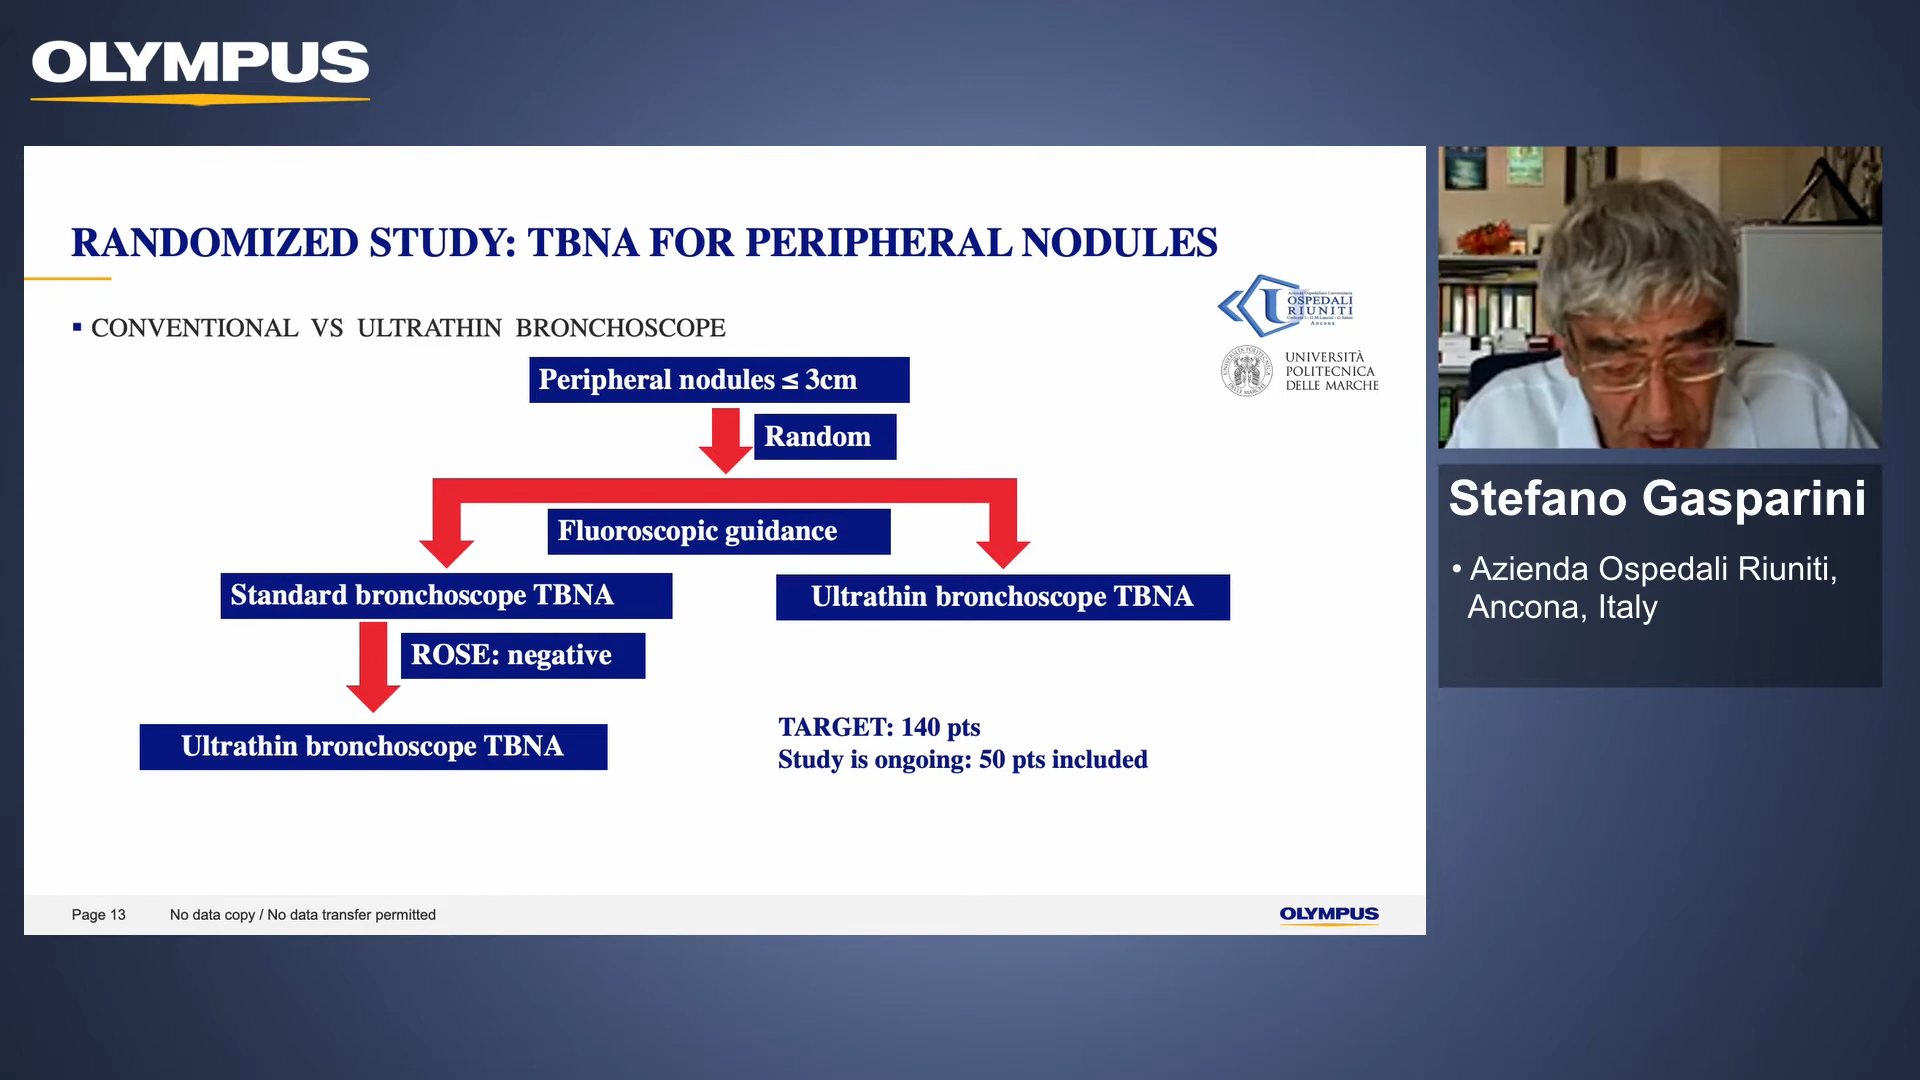 OLYMPUS
RANDOMIZED STUDY: TBNA FOR PERIPHERAL NODULES
▪ CONVENTIONAL VS ULTRATHIN BRONCHOSCOPE
OSPEDALI
RIUNITI
Ancona
UNIVERSITÀ
POLITECNICA
DELLE MARCHE
Peripheral nodules ≤ 3cm
Random
Fluoroscopic guidance
Standard bronchoscope TBNA
Ultrathin bronchoscope TBNA
ROSE: negative
Ultrathin bronchoscope TBNA
TARGET: 140 pts
Study is ongoing: 50 pts included
Page 13 No data copy / No data transfer permitted
OLYMPUS
Stefano Gasparini
• Azienda Ospedali Riuniti,
Ancona, Italy